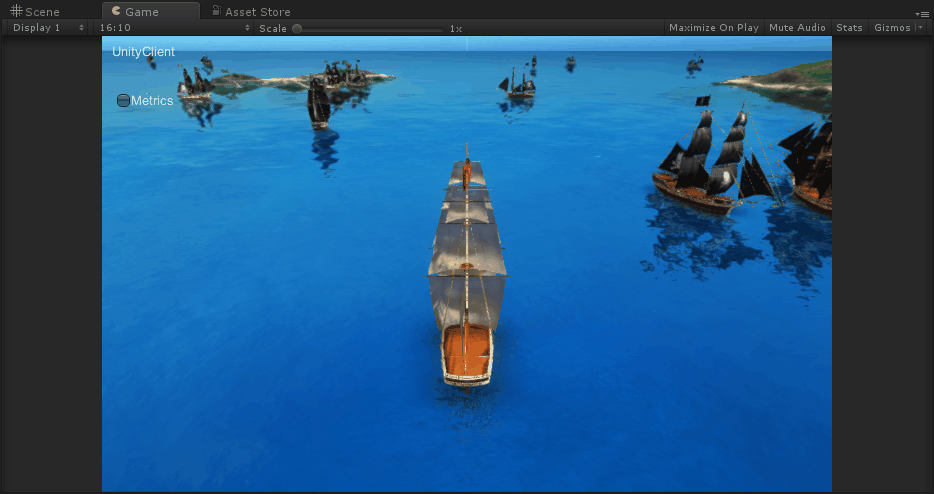 Scene
Game
Asset Store
Display 1
16:10
Scale
1x
Maximize On Play
Mute Audio
Stats
Gizmos
UnityClient
Metrics